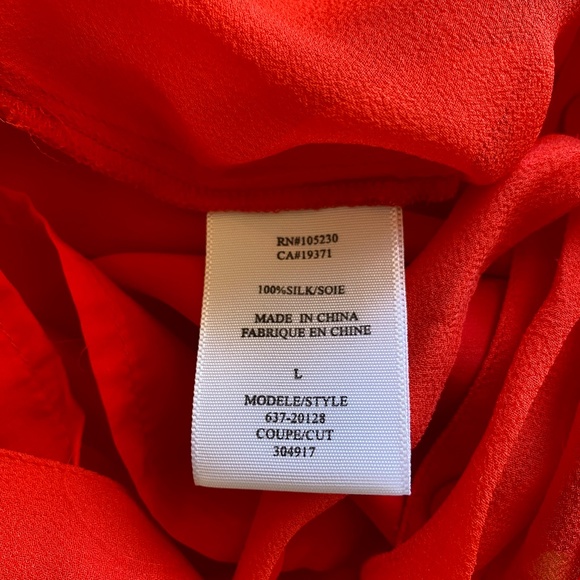 RN#105230
CA#19371
100%SILK/SOIE
MADE IN CHINA
FABRIQUE EN CHINE
L
MODELE/STYLE
637-20128
COUPE/CUT
304917